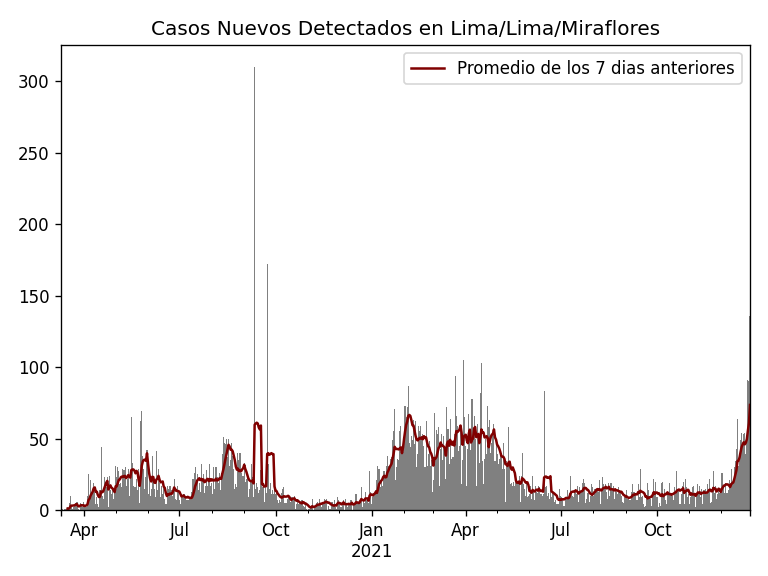 Casos Nuevos Detectados en Lima/Lima/Miraflores
Promedio de los 7 dias anteriores
300
250
200
150
100
50
0
Apr Jul Oct Jan Apr Jul Oct
2021